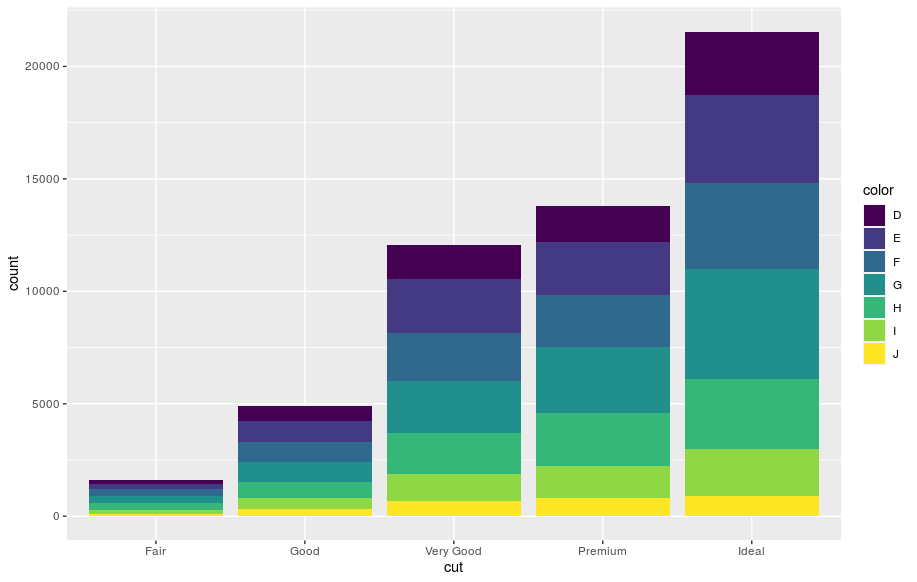 20000
15000
10000
5000
0
count
Fair Good Very Good Premium Ideal
cut
color
D
E
F
G
H
I
J